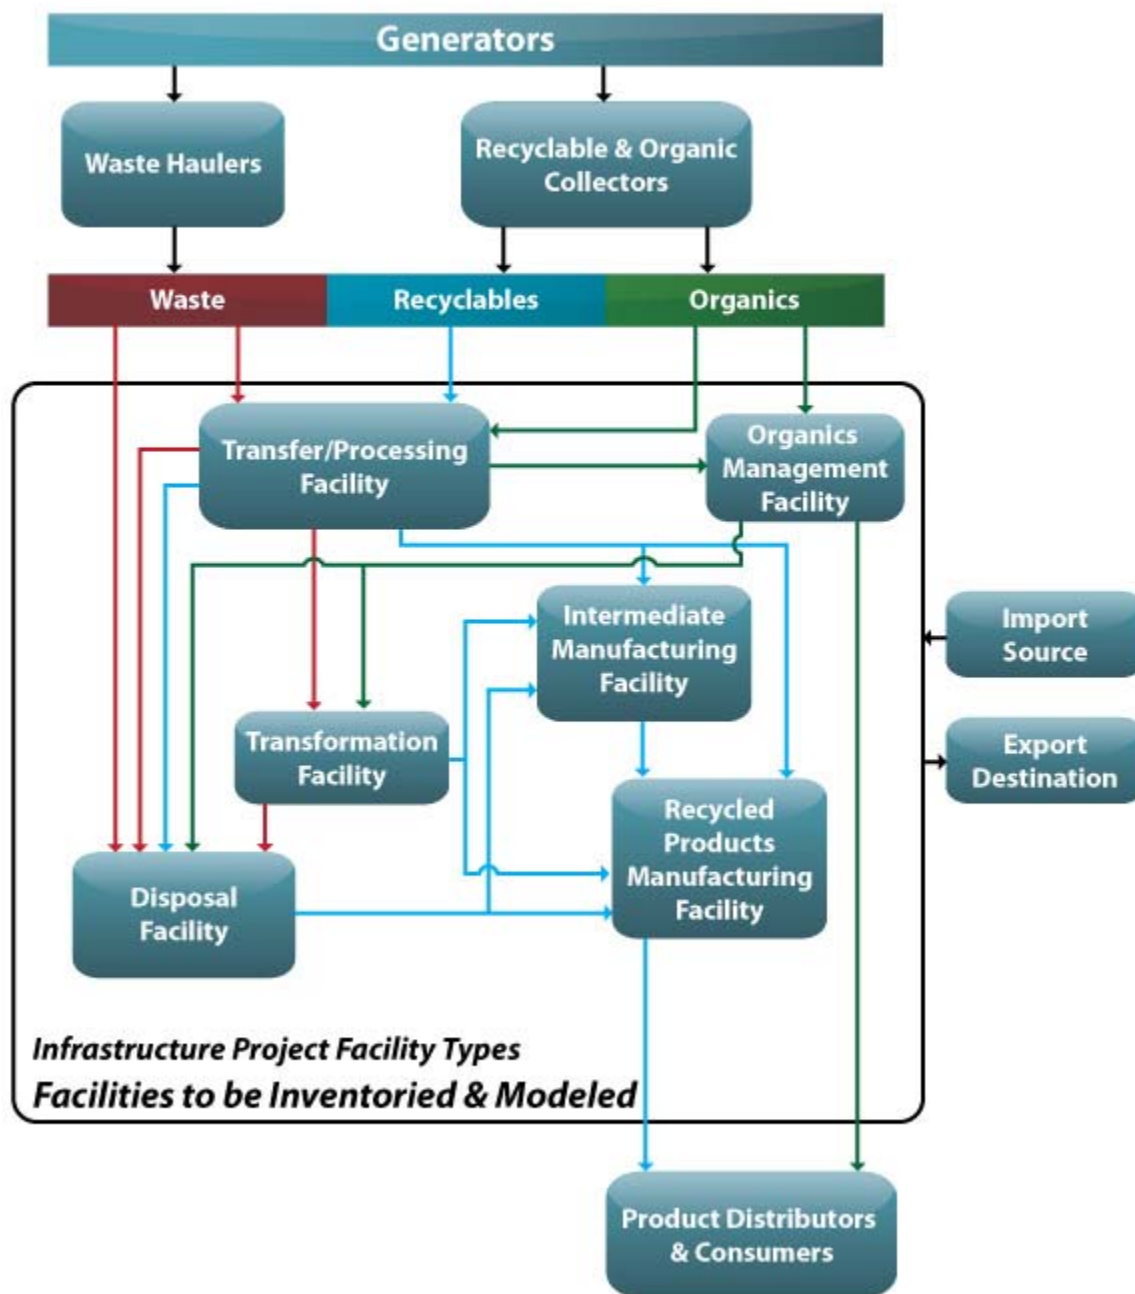 Generators
Waste Haulers
Recyclable & Organic
Collectors
Waste
Recyclables
Organics
Transfer/Processing
Facility
Organics
Management
Facility
Intermediate
Manufacturing
Facility
Import
Source
Transformation
Facility
Export
Destination
Recycled
Products
Manufacturing
Facility
Disposal
Facility
Infrastructure Project Facility Types
Facilities to be Inventoried & Modeled
Product Distributors
& Consumers